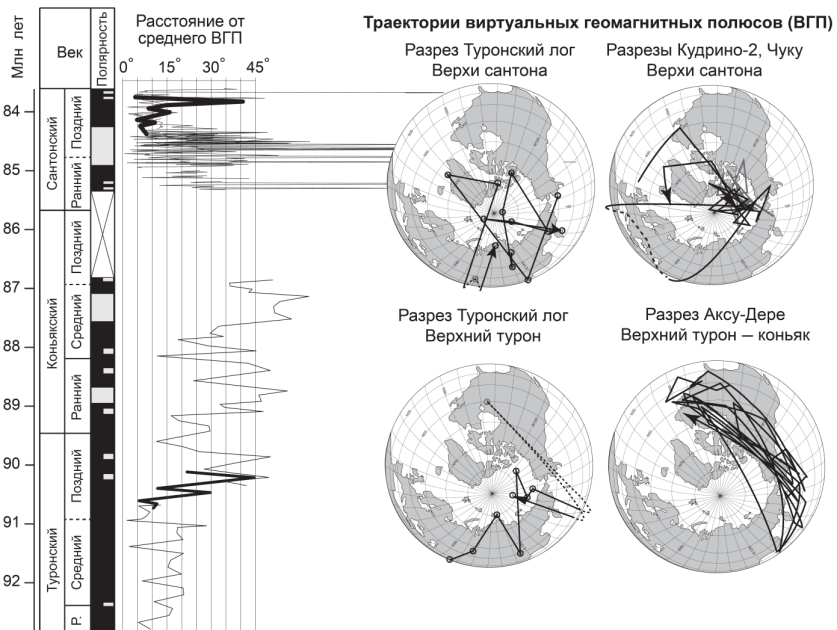 Траектории виртуальных геомагнитных полюсов (ВГП)
Млн лет
Век
Полярность
Расстояние от
среднего ВГП
0° 15° 30° 45°
84
85
86
87
88
89
90
91
92
Сантонский
Поздний
Ранний
Коньякский
Поздний
Средний
Ранний
Туронский
Поздний
Средний
Р.
Разрез Туронский лог
Верхи сантона
Разрезы Кудрино-2, Чуку
Верхи сантона
Разрез Туронский лог
Верхний турон
Разрез Аксу-Дере
Верхний турон — коньяк